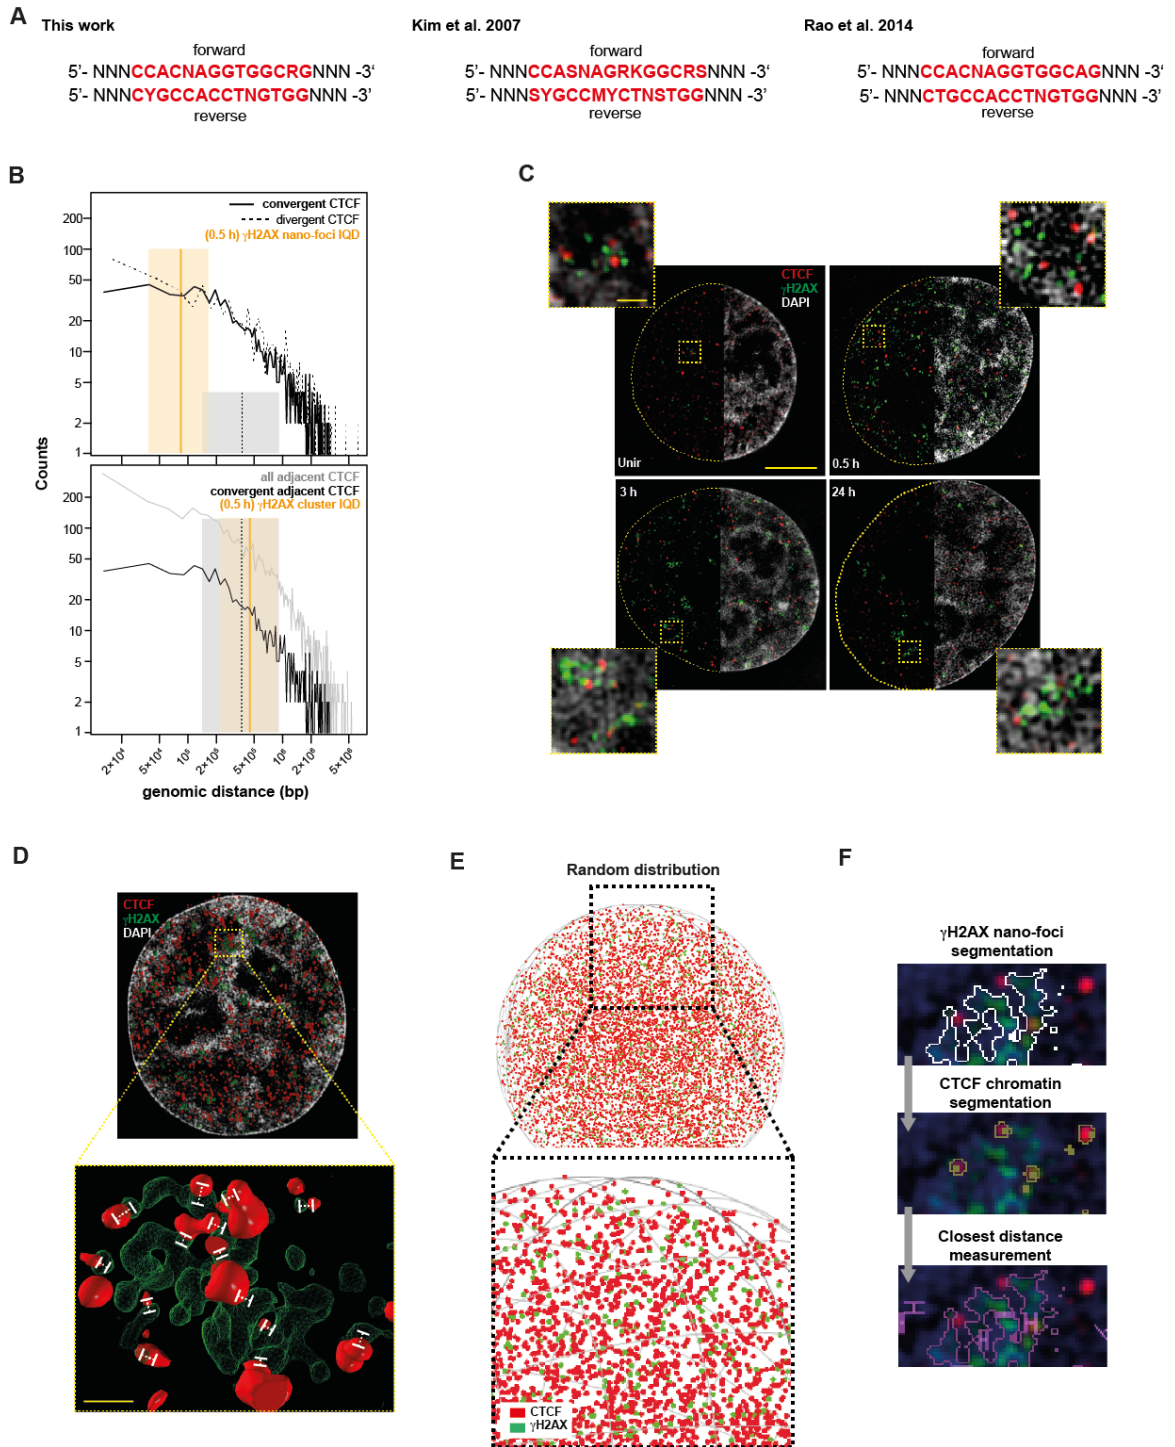 A
This work
forward
5'- NNNCCACNAGGTGGCRGNNN -3'
5'- NNNCYGCCACCTNGTGGNNN -3'
reverse
Kim et al. 2007
forward
5'- NNNCCASNAGRKGGCRSNNN -3'
5'- NNNSYGCCMYCTNSTGGNNN -3'
reverse
Rao et al. 2014
forward
5'- NNNCCACNAGGTGGCAGNNN -3'
5'- NNNCTGCCACCTNGTGGNNN -3'
reverse
B
convergent CTCF
divergent CTCF
(0.5 h) γH2AX nano-foci IQD
200
100
50
20
10
5
2
1
all adjacent CTCF
convergent adjacent CTCF
(0.5 h) γH2AX cluster IQD
200
100
50
20
10
5
2
1
Counts
2×10⁴
5×10⁴
10⁵
2×10⁵
5×10⁵
10⁶
2×10⁶
5×10⁶
genomic distance (bp)
C
CTCF
γH2AX
DAPI
Unir
0.5 h
3 h
24 h
D
CTCF
γH2AX
DAPI
E
Random distribution
CTCF
γH2AX
F
γH2AX nano-foci
segmentation
CTCF chromatin
segmentation
Closest distance
measurement